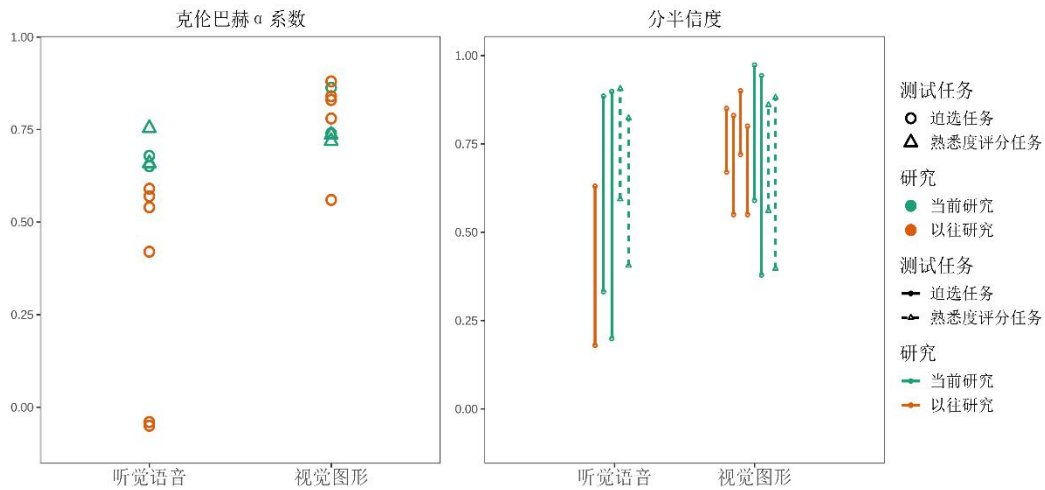 克伦巴赫 α 系数
1.00
0.75
0.50
0.25
0.00
听觉语音
视觉图形
分半信度
1.00
0.75
0.50
0.25
0.00
听觉语音
视觉图形
测试任务
迫选任务
熟悉度评分任务
研究
当前研究
以往研究
测试任务
迫选任务
熟悉度评分任务
研究
当前研究
以往研究